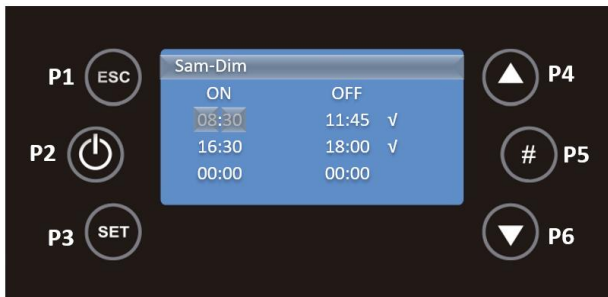 P1 ESC
Sam-Dim
P4
ON OFF
08:30 11:45 √
P2
16:30 18:00 √
# P5
00:00 00:00
P3 SET
P6